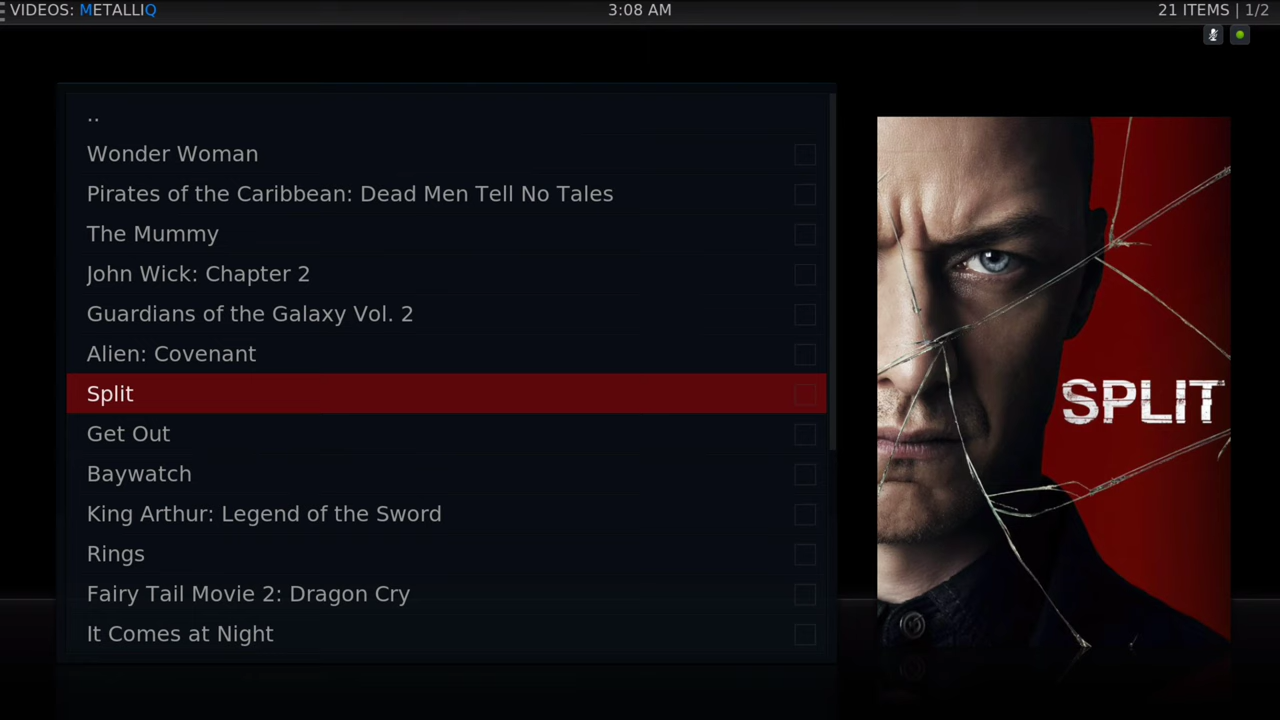 VIDEOS: METALLIQ
3:08 AM
21 ITEMS | 1/2
..
Wonder Woman
Pirates of the Caribbean: Dead Men Tell No Tales
The Mummy
John Wick: Chapter 2
Guardians of the Galaxy Vol. 2
Alien: Covenant
Split
Get Out
Baywatch
King Arthur: Legend of the Sword
Rings
Fairy Tail Movie 2: Dragon Cry
It Comes at Night
SPLIT